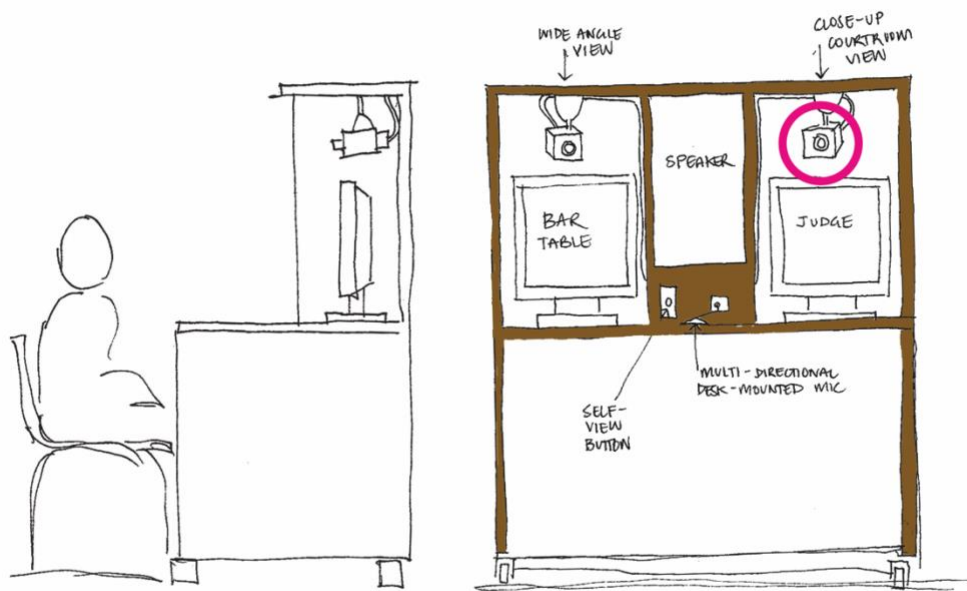 WIDE ANGLE
VIEW
CLOSE-UP
COURTROOM
VIEW
SPEAKER
BAR
TABLE
JUDGE
MULTI-DIRECTIONAL
DESK-MOUNTED MIC
SELF-
VIEW
BUTTON